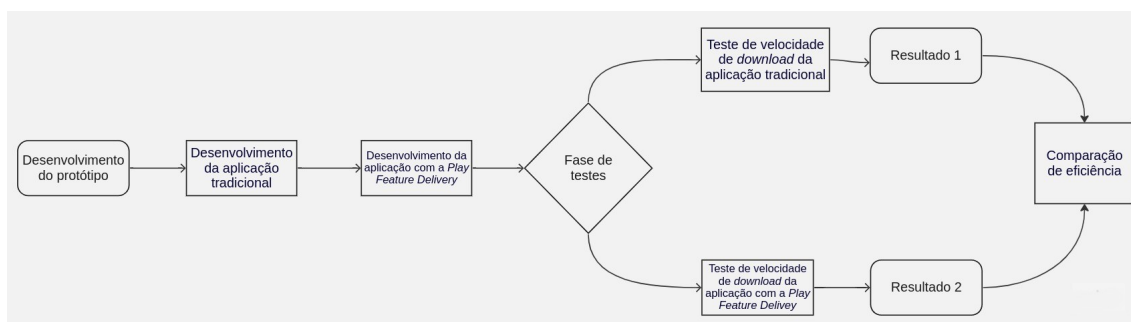 Desenvolvimento
do protótipo
Desenvolvimento
da aplicação
tradicional
Desenvolvimento da
aplicação com a Play
Feature Delivery
Fase de
testes
Teste de velocidade
de download da
aplicação tradicional
Resultado 1
Teste de velocidade
de download da
aplicação com a Play
Feature Delivey
Resultado 2
Comparação
de eficiência